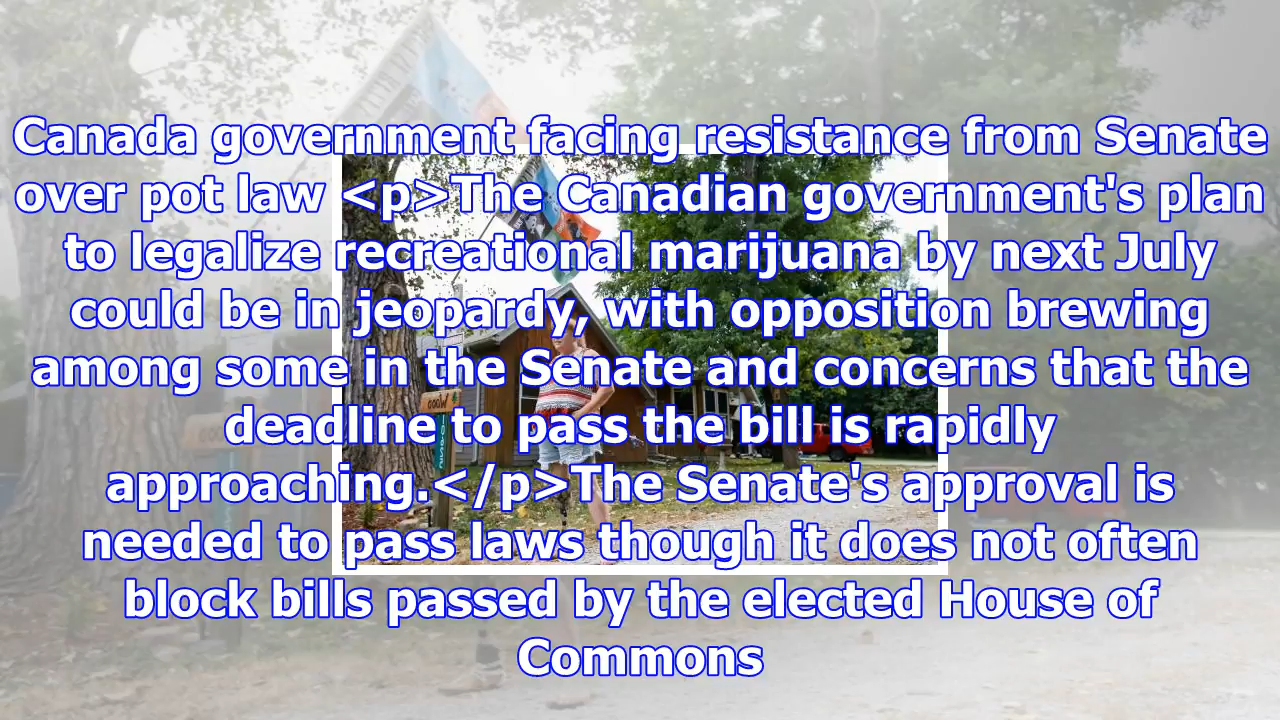 Canada government facing resistance from Senate
over pot law <p>The Canadian government's plan
to legalize recreational marijuana by next July
could be in jeopardy, with opposition brewing
among some in the Senate and concerns that the
deadline to pass the bill is rapidly
approaching.</p>The Senate's approval is
needed to pass laws though it does not often
block bills passed by the elected House of
Commons